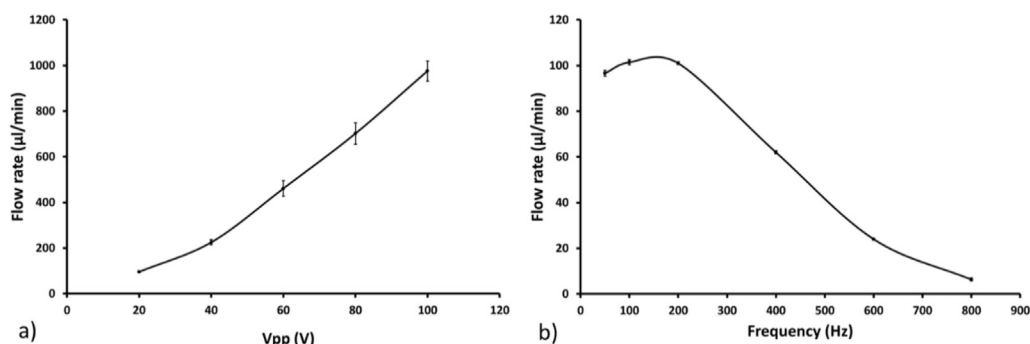 1200
1000
800
600
400
200
0
Flow rate (µl/min)
0 20 40 60 80 100 120
Vpp (V)
a)
120
100
80
60
40
20
0
Flow rate (µl/min)
0 100 200 300 400 500 600 700 800 900
Frequency (Hz)
b)